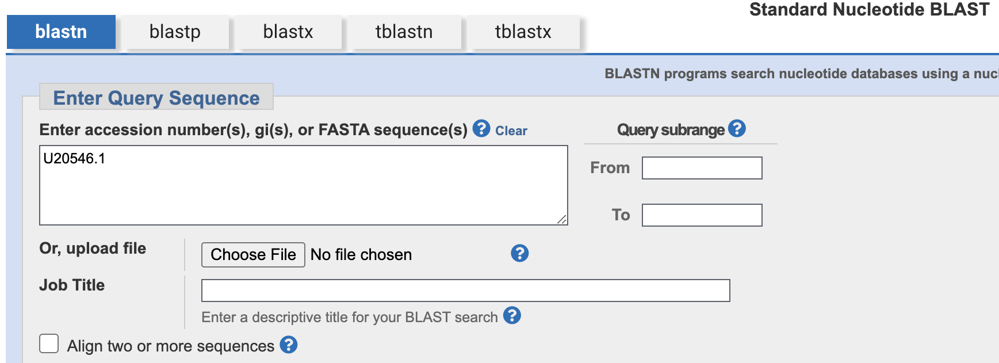 Standard Nucleotide BLAST
blastn blastp blastx tblastn tblastx
BLASTN programs search nucleotide databases using a nucl
Enter Query Sequence
Enter accession number(s), gi(s), or FASTA sequence(s) ? Clear
Query subrange ?
U20546.1
From
To
Or, upload file
Choose File No file chosen ?
Job Title
Enter a descriptive title for your BLAST search ?
Align two or more sequences ?